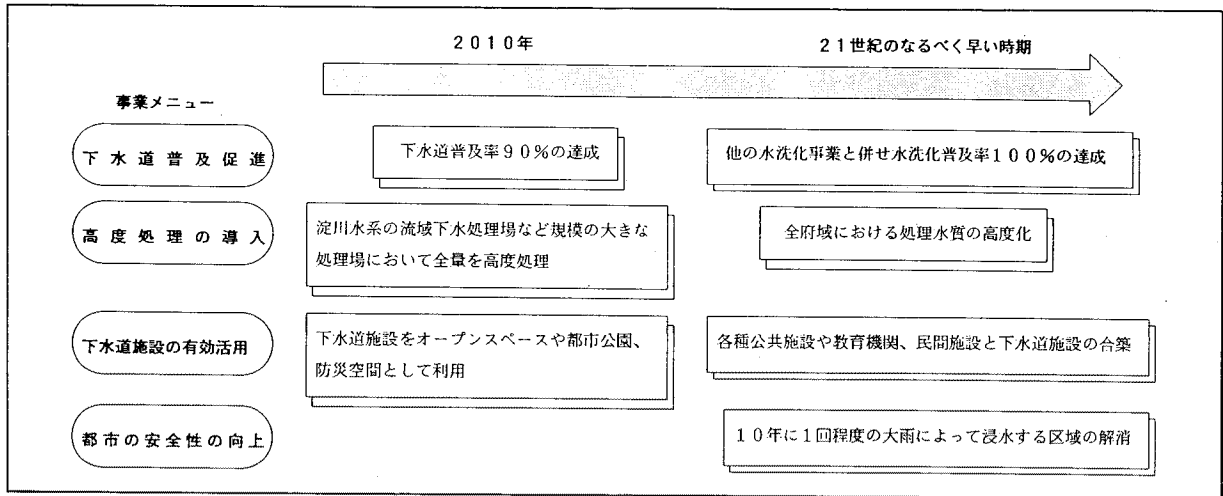 2010年
21世紀のなるべく早い時期
事業メニュー
下水道普及促進
下水道普及率90%の達成
他の水洗化事業と併せ水洗化普及率100%の達成
高度処理の導入
淀川水系の流域下水処理場など規模の大きな
処理場において全量を高度処理
全府域における処理水質の高度化
下水道施設の有効活用
下水道施設をオープンスペースや都市公園、
防災空間として利用
各種公共施設や教育機関、民間施設と下水道施設の合築
都市の安全性の向上
10年に1回程度の大雨によって浸水する区域の解消